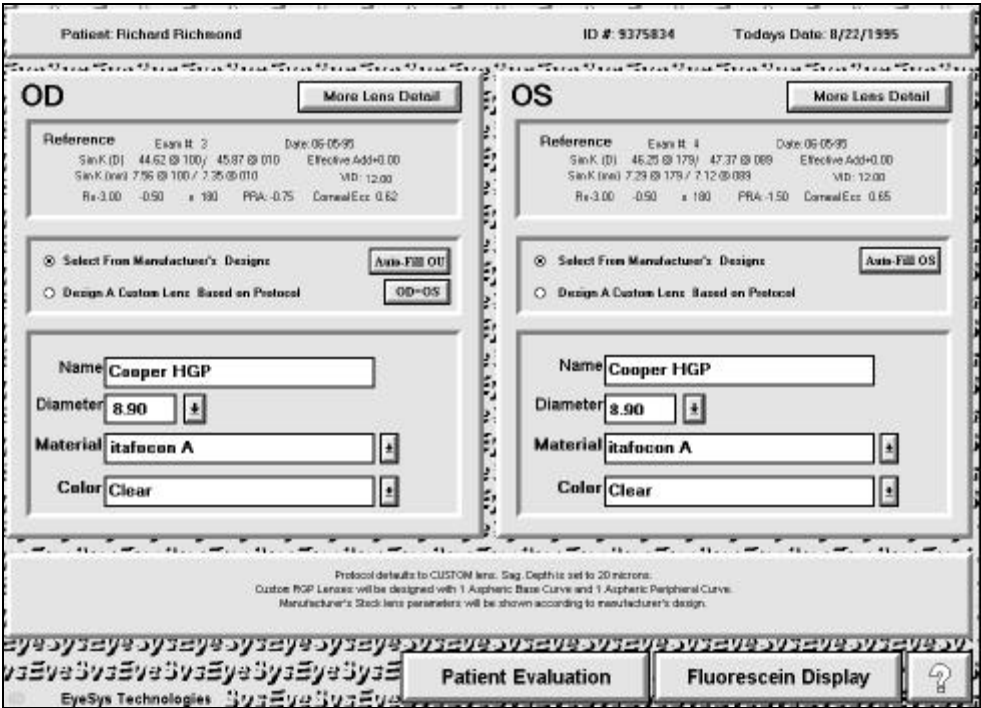 Patient: Richard Richmond ID #: 9375834 Todays Date: 8/22/1995
OD
More Lens Detail
Reference Exam #: 3 Date: 06-05-95
Sim K (D) 44.62 @ 100 / 45.87 @ 010 Effective Add+0.00
Sim K (mm) 7.56 @ 100 / 7.35 @ 010 VID: 12.00
Rx-3.00 -0.50 x 180 PRA: -0.75 Corneal Ecc 0.62
Select From Manufacturer's Designs
Auto-Fill OU
Design A Custom Lens Based on Protocol
OD=OS
Name Cooper HGP
Diameter 8.90
Material itafocon A
Color Clear
OS
More Lens Detail
Reference Exam #: 4 Date: 06-05-95
Sim K (D) 46.25 @ 179 / 47.37 @ 089 Effective Add+0.00
Sim K (mm) 7.29 @ 179 / 7.12 @ 089 VID: 12.00
Rx-3.00 -0.50 x 180 PRA: -1.50 Corneal Ecc 0.65
Select From Manufacturer's Designs
Auto-Fill OS
Design A Custom Lens Based on Protocol
Name Cooper HGP
Diameter 8.90
Material itafocon A
Color Clear
Protocol defaults to CUSTOM lens. Sag. Depth is set to 20 microns.
Custom RGP Lenses will be designed with 1 Aspheric Base Curve and 1 Aspheric Peripheral Curve.
Manufacturer's Stock lens parameters will be shown according to manufacturer's design.
Patient Evaluation
Fluorescein Display
?
EyeSys Technologies